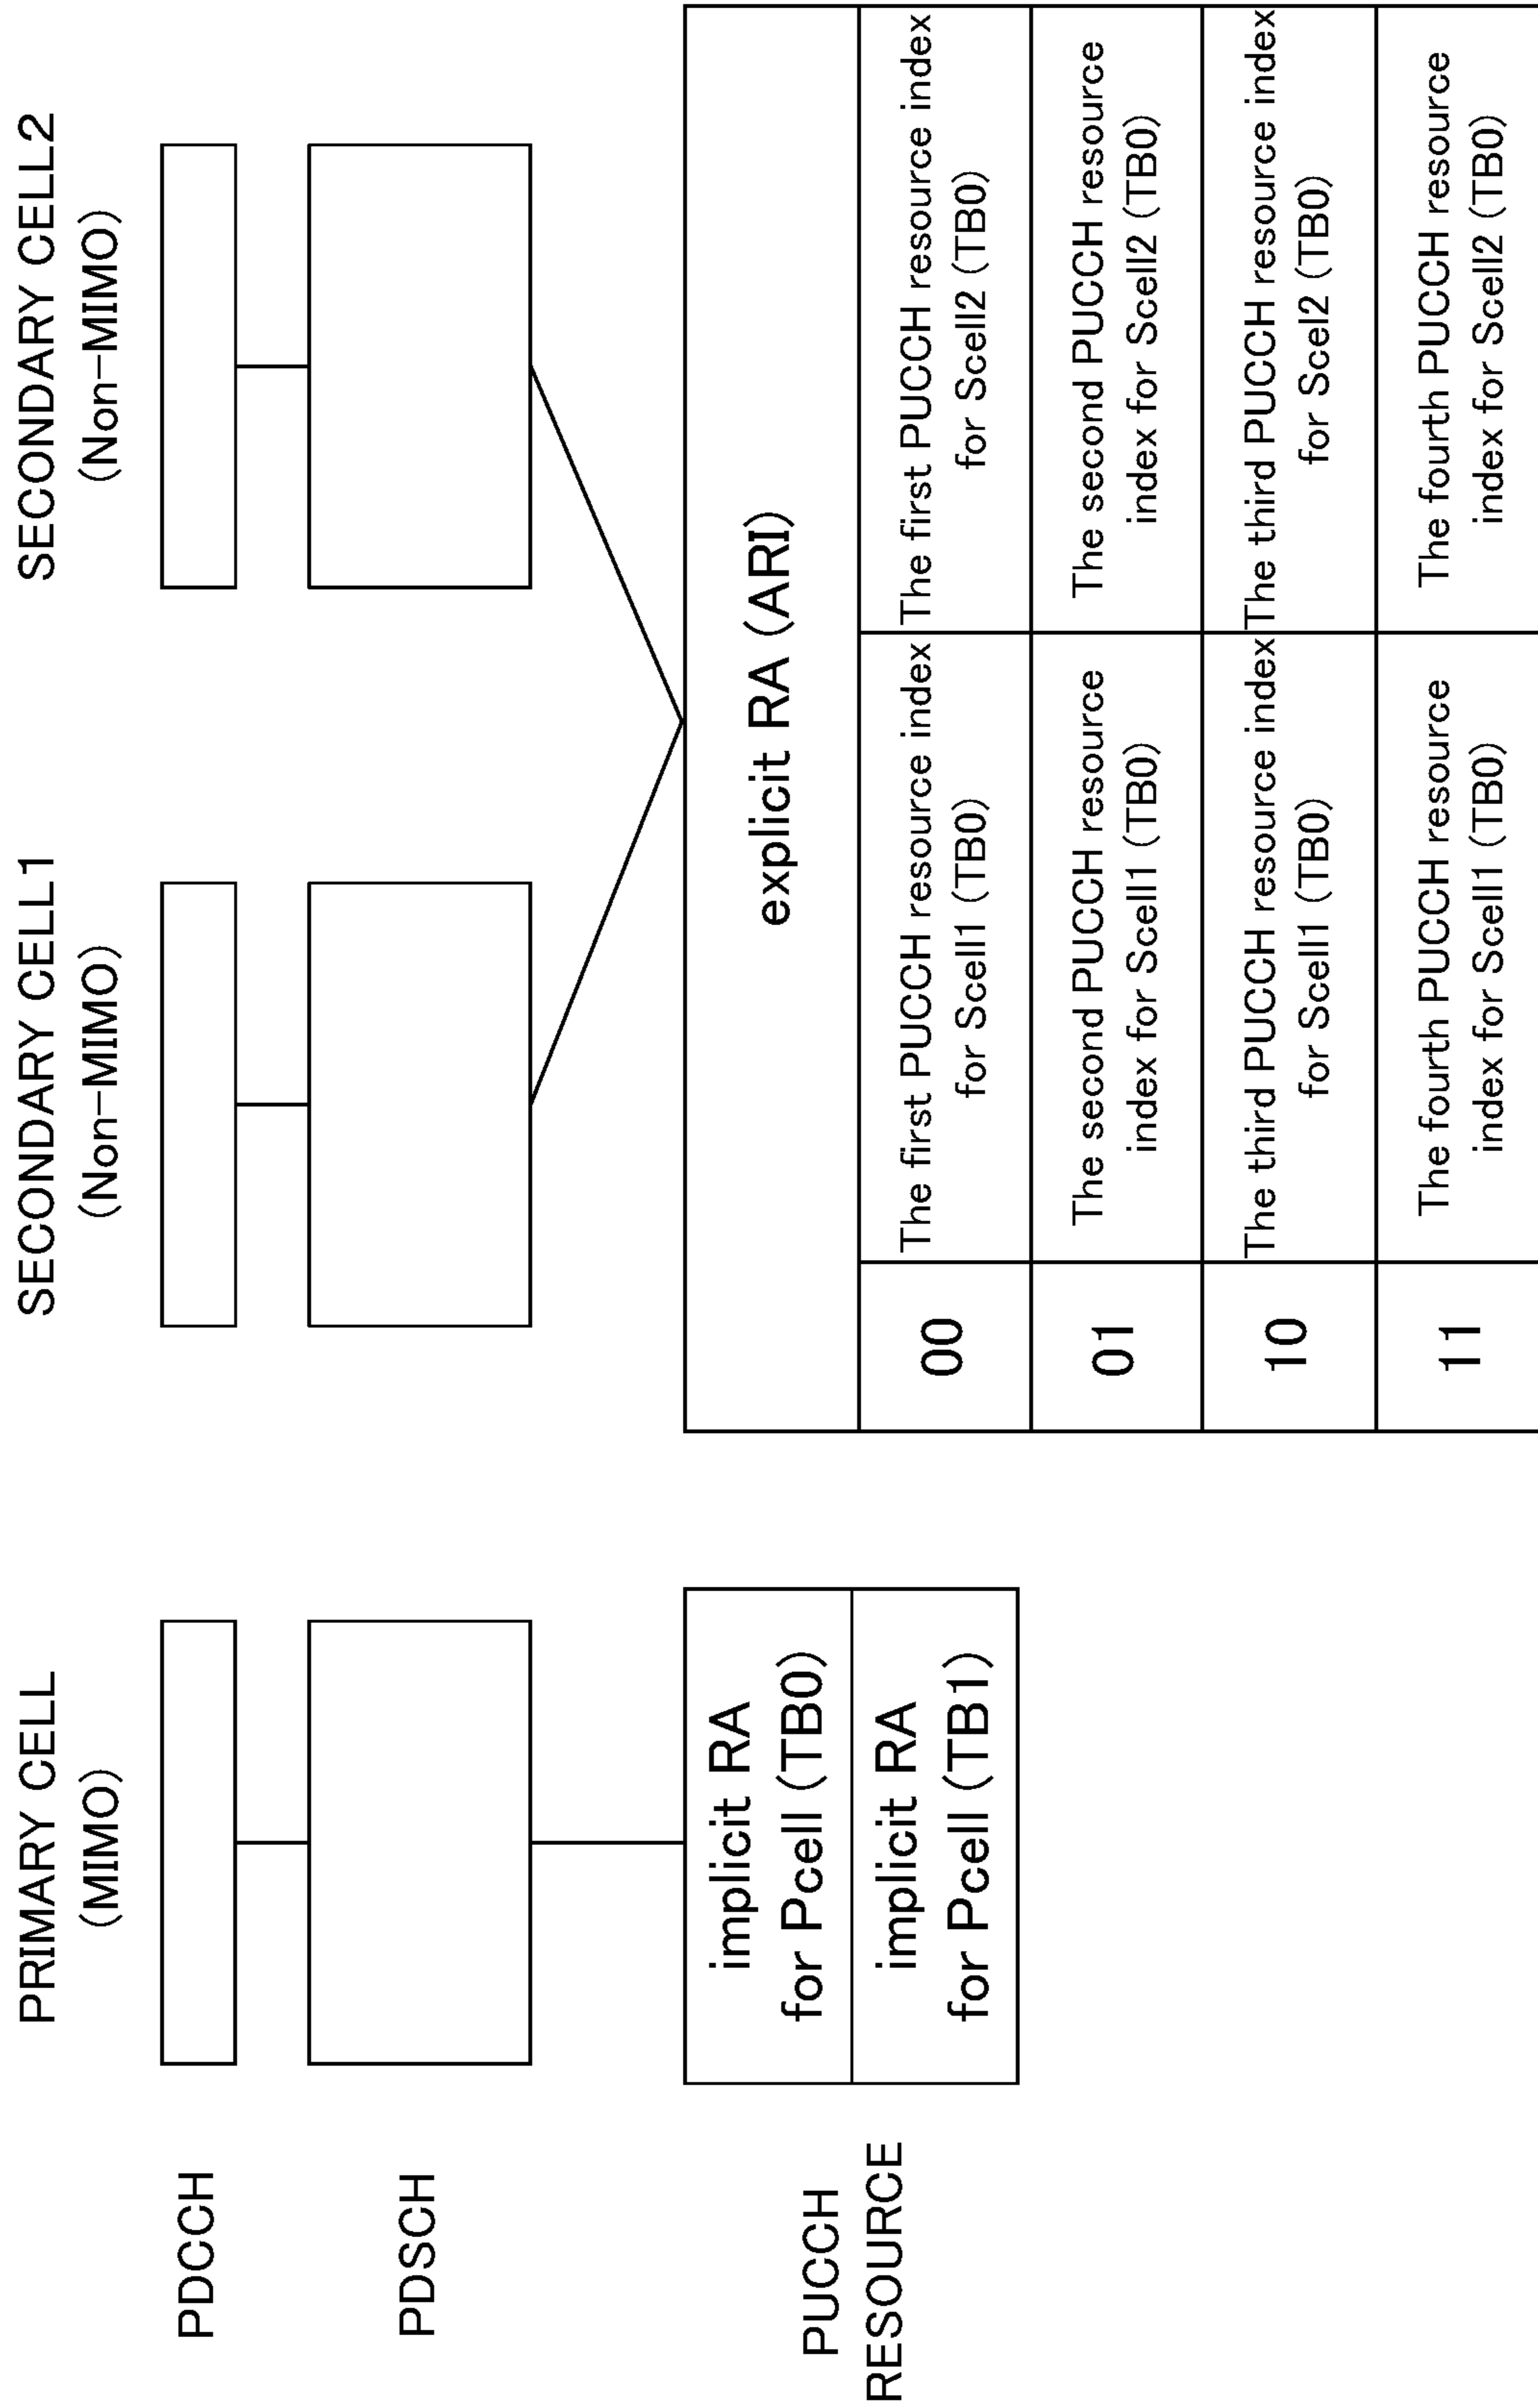 PRIMARY CELL
(MIMO)
SECONDARY CELL1
(Non-MIMO)
SECONDARY CELL2
(Non-MIMO)
PDCCH
PDSCH
PUCCH
RESOURCE
implicit RA
for Pcell (TB0)
implicit RA
for Pcell (TB1)
explicit RA (ARI)
00
The first PUCCH resource index
for Scell1 (TB0)
The first PUCCH resource index
for Scell2 (TB0)
01
The second PUCCH resource
index for Scell1 (TB0)
The second PUCCH resource
index for Scell2 (TB0)
10
The third PUCCH resource index
for Scell1 (TB0)
The third PUCCH resource index
for Scel2 (TB0)
11
The fourth PUCCH resource
index for Scell1 (TB0)
The fourth PUCCH resource
index for Scell2 (TB0)